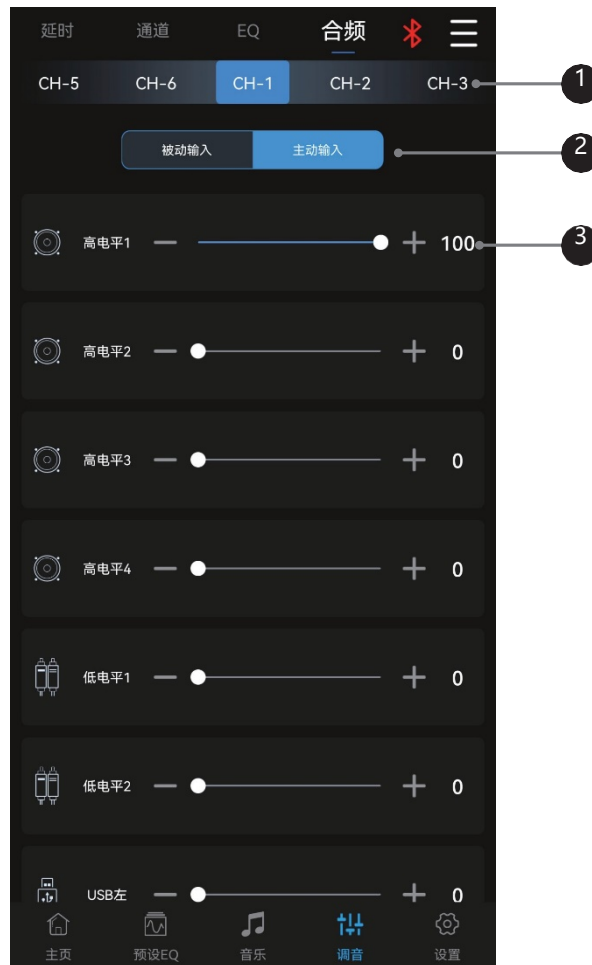 延时 通道 EQ 合频
CH-5 CH-6 CH-1 CH-2 CH-3 1
被动输入 主动输入 2
高电平1 100 3
高电平2 0
高电平3 0
高电平4 0
低电平1 0
低电平2 0
USB左 0
主页 预设EQ 音乐 调音 设置